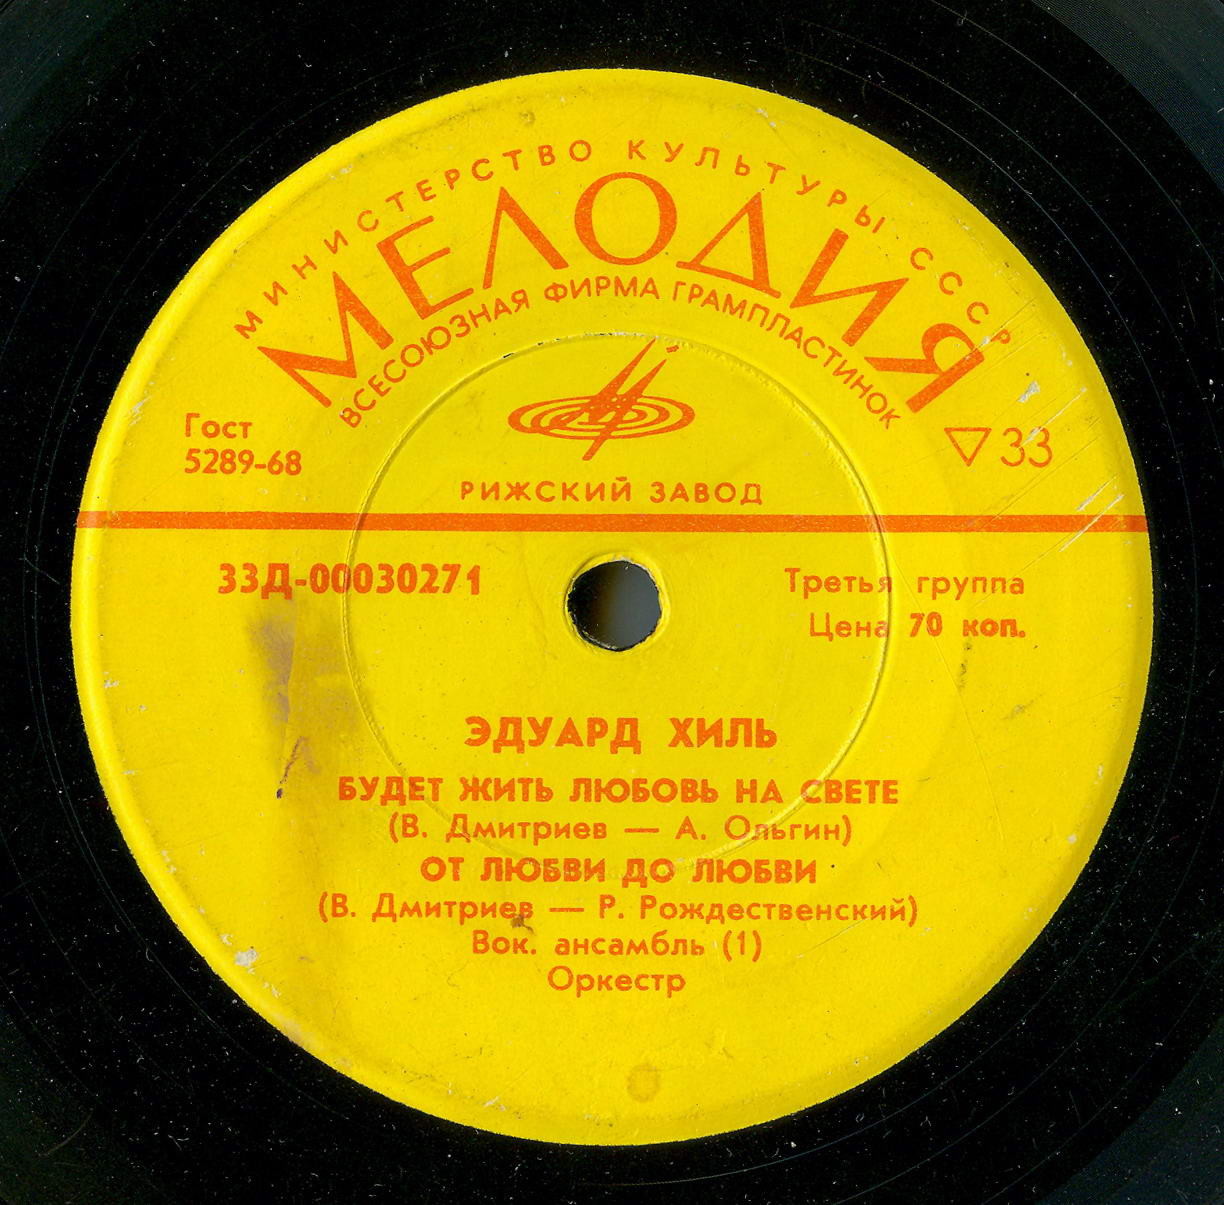 МИНИСТЕРСТВО КУЛЬТУРЫ СССР
МЕЛОДИЯ
ВСЕСОЮЗНАЯ ФИРМА ГРАМПЛАСТИНОК
Гост
5289-68
▽33
РИЖСКИЙ ЗАВОД
33Д-00030271
Третья группа
Цена 70 коп.
ЭДУАРД ХИЛЬ
БУДЕТ ЖИТЬ ЛЮБОВЬ НА СВЕТЕ
(В. Дмитриев — А. Ольгин)
ОТ ЛЮБВИ ДО ЛЮБВИ
(В. Дмитриев — Р. Рождественский)
Вок. ансамбль (1)
Оркестр